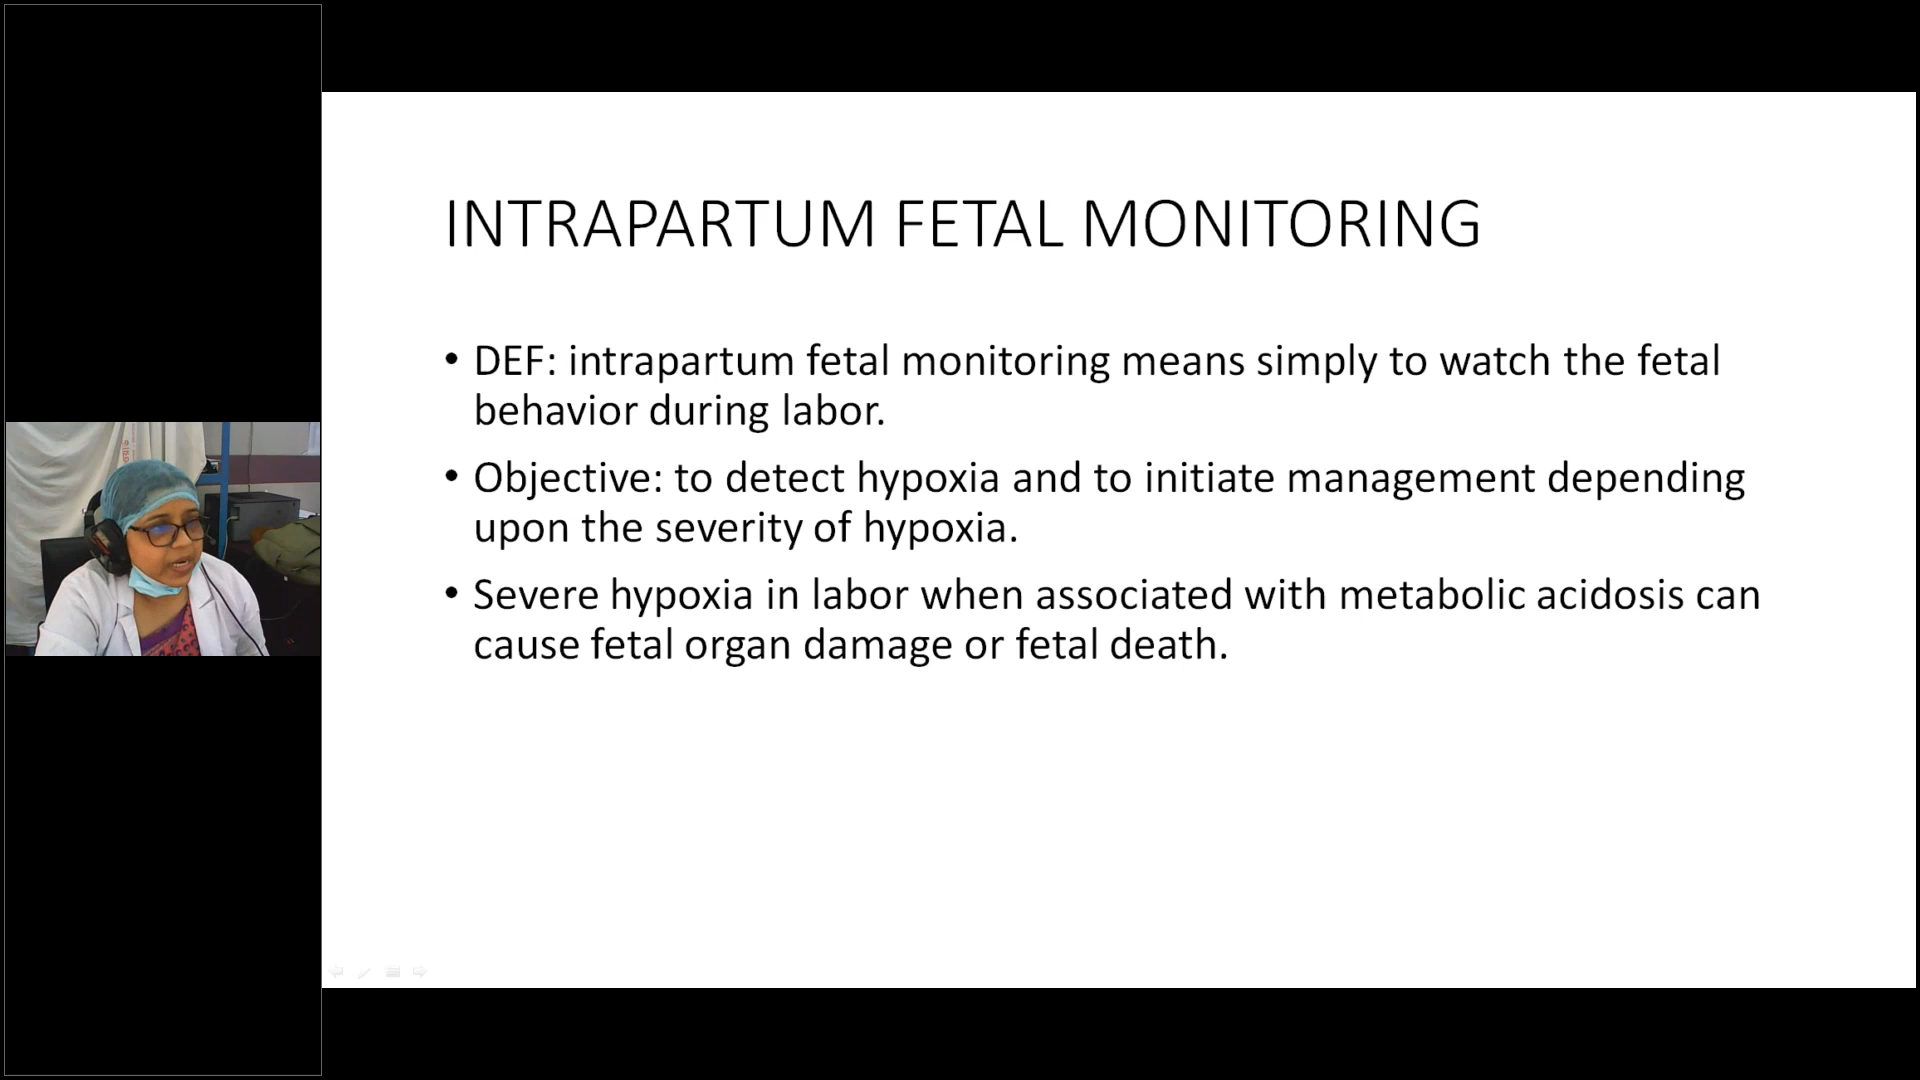 INTRAPARTUM FETAL MONITORING
• DEF: intrapartum fetal monitoring means simply to watch the fetal
behavior during labor.
• Objective: to detect hypoxia and to initiate management depending
upon the severity of hypoxia.
• Severe hypoxia in labor when associated with metabolic acidosis can
cause fetal organ damage or fetal death.